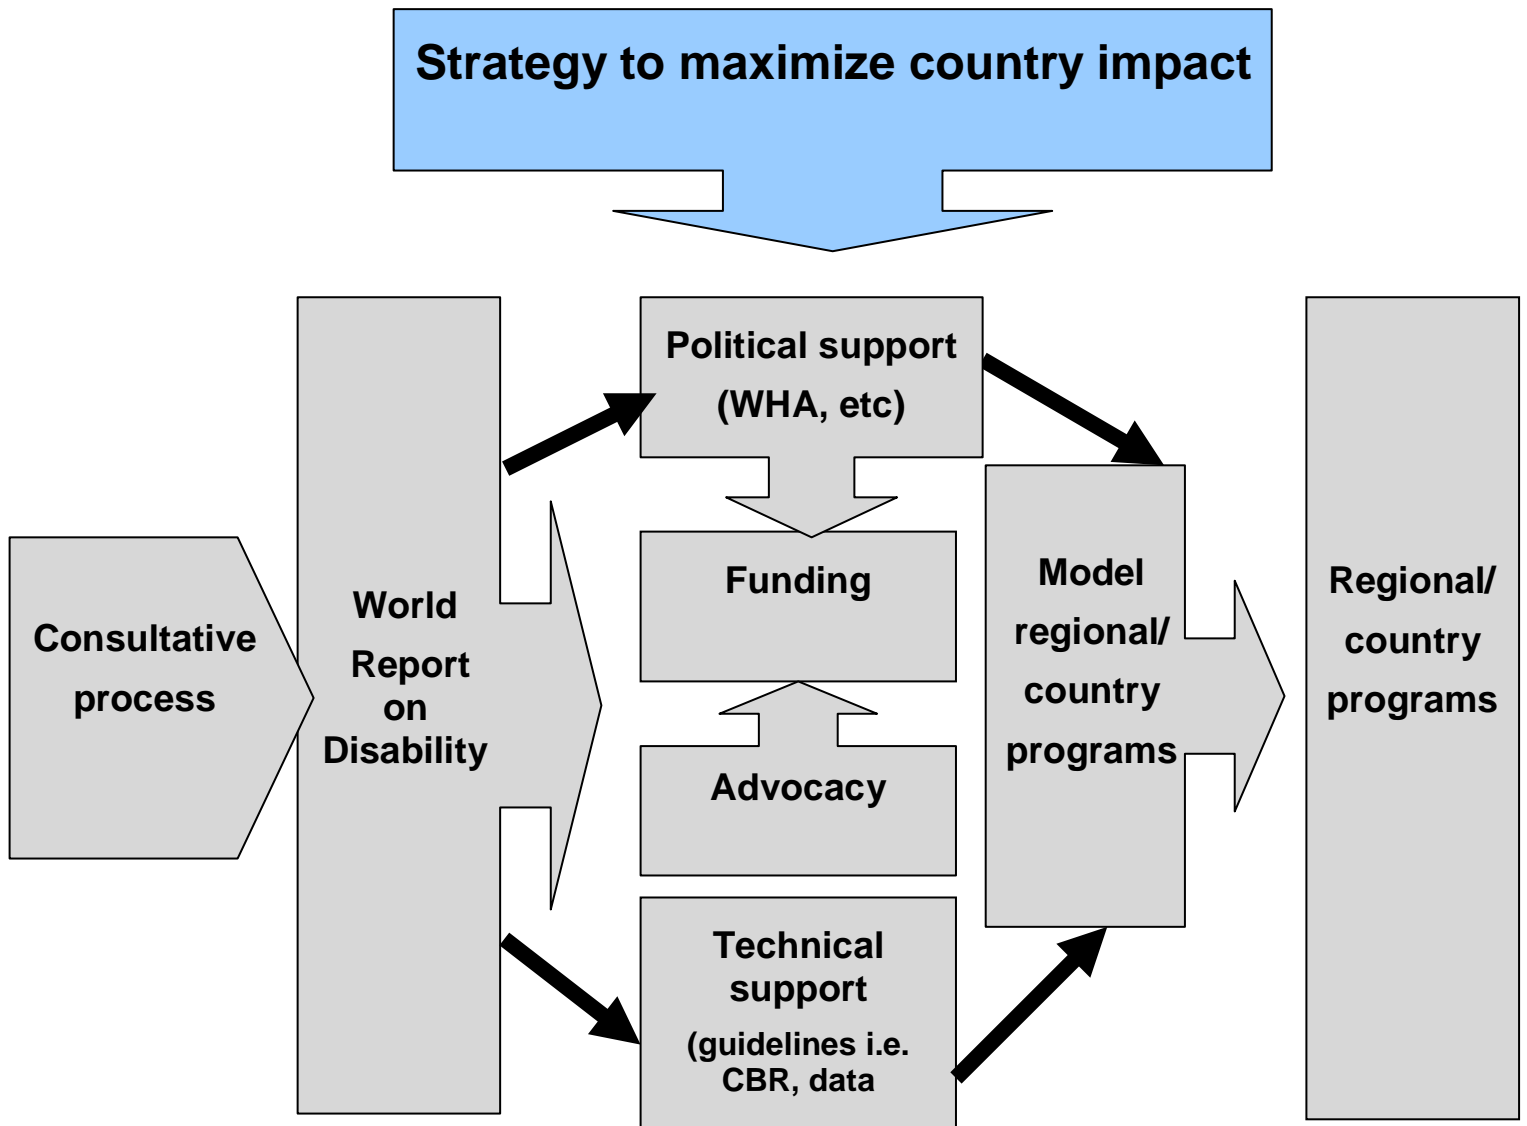 Strategy to maximize country impact
Consultative
process
World
Report
on
Disability
Political support
(WHA, etc)
Funding
Advocacy
Technical
support
(guidelines i.e.
CBR, data
Model
regional/
country
programs
Regional/
country
programs